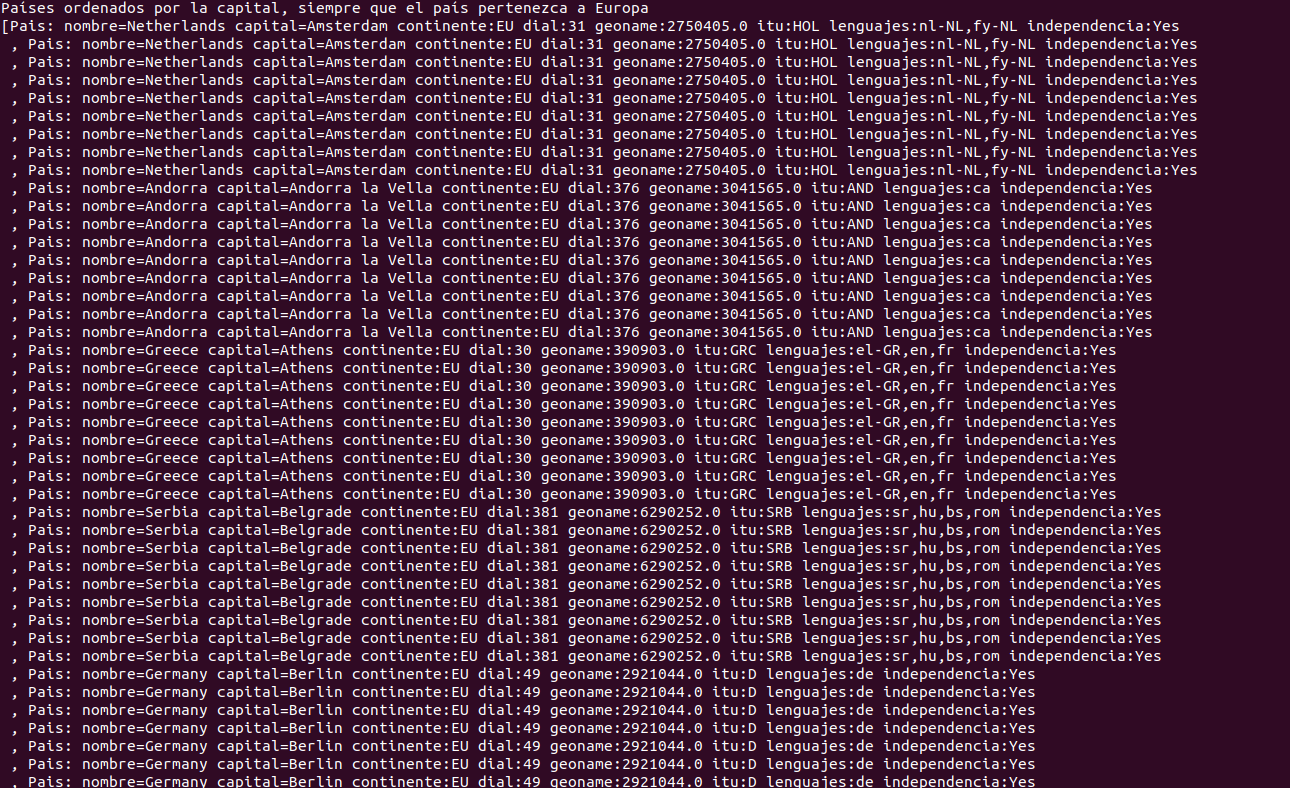 Países ordenados por la capital, siempre que el país pertenezca a Europa
[Pais: nombre=Netherlands capital=Amsterdam continente:EU dial:31 geoname:2750405.0 itu:HOL lenguajes:nl-NL,fy-NL independencia:Yes
, Pais: nombre=Netherlands capital=Amsterdam continente:EU dial:31 geoname:2750405.0 itu:HOL lenguajes:nl-NL,fy-NL independencia:Yes
, Pais: nombre=Netherlands capital=Amsterdam continente:EU dial:31 geoname:2750405.0 itu:HOL lenguajes:nl-NL,fy-NL independencia:Yes
, Pais: nombre=Netherlands capital=Amsterdam continente:EU dial:31 geoname:2750405.0 itu:HOL lenguajes:nl-NL,fy-NL independencia:Yes
, Pais: nombre=Netherlands capital=Amsterdam continente:EU dial:31 geoname:2750405.0 itu:HOL lenguajes:nl-NL,fy-NL independencia:Yes
, Pais: nombre=Netherlands capital=Amsterdam continente:EU dial:31 geoname:2750405.0 itu:HOL lenguajes:nl-NL,fy-NL independencia:Yes
, Pais: nombre=Netherlands capital=Amsterdam continente:EU dial:31 geoname:2750405.0 itu:HOL lenguajes:nl-NL,fy-NL independencia:Yes
, Pais: nombre=Netherlands capital=Amsterdam continente:EU dial:31 geoname:2750405.0 itu:HOL lenguajes:nl-NL,fy-NL independencia:Yes
, Pais: nombre=Netherlands capital=Amsterdam continente:EU dial:31 geoname:2750405.0 itu:HOL lenguajes:nl-NL,fy-NL independencia:Yes
, Pais: nombre=Andorra capital=Andorra la Vella continente:EU dial:376 geoname:3041565.0 itu:AND lenguajes:ca independencia:Yes
, Pais: nombre=Andorra capital=Andorra la Vella continente:EU dial:376 geoname:3041565.0 itu:AND lenguajes:ca independencia:Yes
, Pais: nombre=Andorra capital=Andorra la Vella continente:EU dial:376 geoname:3041565.0 itu:AND lenguajes:ca independencia:Yes
, Pais: nombre=Andorra capital=Andorra la Vella continente:EU dial:376 geoname:3041565.0 itu:AND lenguajes:ca independencia:Yes
, Pais: nombre=Andorra capital=Andorra la Vella continente:EU dial:376 geoname:3041565.0 itu:AND lenguajes:ca independencia:Yes
, Pais: nombre=Andorra capital=Andorra la Vella continente:EU dial:376 geoname:3041565.0 itu:AND lenguajes:ca independencia:Yes
, Pais: nombre=Andorra capital=Andorra la Vella continente:EU dial:376 geoname:3041565.0 itu:AND lenguajes:ca independencia:Yes
, Pais: nombre=Andorra capital=Andorra la Vella continente:EU dial:376 geoname:3041565.0 itu:AND lenguajes:ca independencia:Yes
, Pais: nombre=Andorra capital=Andorra la Vella continente:EU dial:376 geoname:3041565.0 itu:AND lenguajes:ca independencia:Yes
, Pais: nombre=Greece capital=Athens continente:EU dial:30 geoname:390903.0 itu:GRC lenguajes:el-GR,en,fr independencia:Yes
, Pais: nombre=Greece capital=Athens continente:EU dial:30 geoname:390903.0 itu:GRC lenguajes:el-GR,en,fr independencia:Yes
, Pais: nombre=Greece capital=Athens continente:EU dial:30 geoname:390903.0 itu:GRC lenguajes:el-GR,en,fr independencia:Yes
, Pais: nombre=Greece capital=Athens continente:EU dial:30 geoname:390903.0 itu:GRC lenguajes:el-GR,en,fr independencia:Yes
, Pais: nombre=Greece capital=Athens continente:EU dial:30 geoname:390903.0 itu:GRC lenguajes:el-GR,en,fr independencia:Yes
, Pais: nombre=Greece capital=Athens continente:EU dial:30 geoname:390903.0 itu:GRC lenguajes:el-GR,en,fr independencia:Yes
, Pais: nombre=Greece capital=Athens continente:EU dial:30 geoname:390903.0 itu:GRC lenguajes:el-GR,en,fr independencia:Yes
, Pais: nombre=Greece capital=Athens continente:EU dial:30 geoname:390903.0 itu:GRC lenguajes:el-GR,en,fr independencia:Yes
, Pais: nombre=Greece capital=Athens continente:EU dial:30 geoname:390903.0 itu:GRC lenguajes:el-GR,en,fr independencia:Yes
, Pais: nombre=Serbia capital=Belgrade continente:EU dial:381 geoname:6290252.0 itu:SRB lenguajes:sr,hu,bs,rom independencia:Yes
, Pais: nombre=Serbia capital=Belgrade continente:EU dial:381 geoname:6290252.0 itu:SRB lenguajes:sr,hu,bs,rom independencia:Yes
, Pais: nombre=Serbia capital=Belgrade continente:EU dial:381 geoname:6290252.0 itu:SRB lenguajes:sr,hu,bs,rom independencia:Yes
, Pais: nombre=Serbia capital=Belgrade continente:EU dial:381 geoname:6290252.0 itu:SRB lenguajes:sr,hu,bs,rom independencia:Yes
, Pais: nombre=Serbia capital=Belgrade continente:EU dial:381 geoname:6290252.0 itu:SRB lenguajes:sr,hu,bs,rom independencia:Yes
, Pais: nombre=Serbia capital=Belgrade continente:EU dial:381 geoname:6290252.0 itu:SRB lenguajes:sr,hu,bs,rom independencia:Yes
, Pais: nombre=Serbia capital=Belgrade continente:EU dial:381 geoname:6290252.0 itu:SRB lenguajes:sr,hu,bs,rom independencia:Yes
, Pais: nombre=Serbia capital=Belgrade continente:EU dial:381 geoname:6290252.0 itu:SRB lenguajes:sr,hu,bs,rom independencia:Yes
, Pais: nombre=Serbia capital=Belgrade continente:EU dial:381 geoname:6290252.0 itu:SRB lenguajes:sr,hu,bs,rom independencia:Yes
, Pais: nombre=Germany capital=Berlin continente:EU dial:49 geoname:2921044.0 itu:D lenguajes:de independencia:Yes
, Pais: nombre=Germany capital=Berlin continente:EU dial:49 geoname:2921044.0 itu:D lenguajes:de independencia:Yes
, Pais: nombre=Germany capital=Berlin continente:EU dial:49 geoname:2921044.0 itu:D lenguajes:de independencia:Yes
, Pais: nombre=Germany capital=Berlin continente:EU dial:49 geoname:2921044.0 itu:D lenguajes:de independencia:Yes
, Pais: nombre=Germany capital=Berlin continente:EU dial:49 geoname:2921044.0 itu:D lenguajes:de independencia:Yes
, Pais: nombre=Germany capital=Berlin continente:EU dial:49 geoname:2921044.0 itu:D lenguajes:de independencia:Yes
, Pais: nombre=Germany capital=Berlin continente:EU dial:49 geoname:2921044.0 itu:D lenguajes:de independencia:Yes